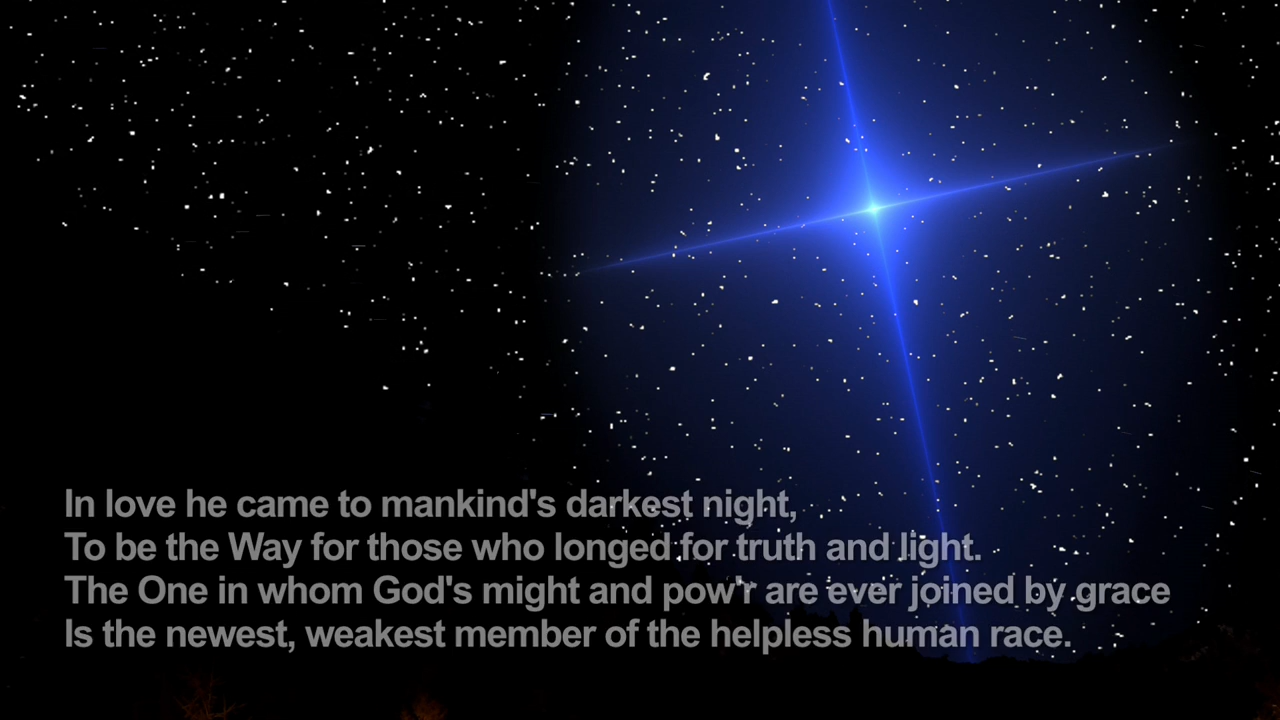 In love he came to mankind's darkest night,
To be the Way for those who longed for truth and light.
The One in whom God's might and pow'r are ever joined by grace
Is the newest, weakest member of the helpless human race.